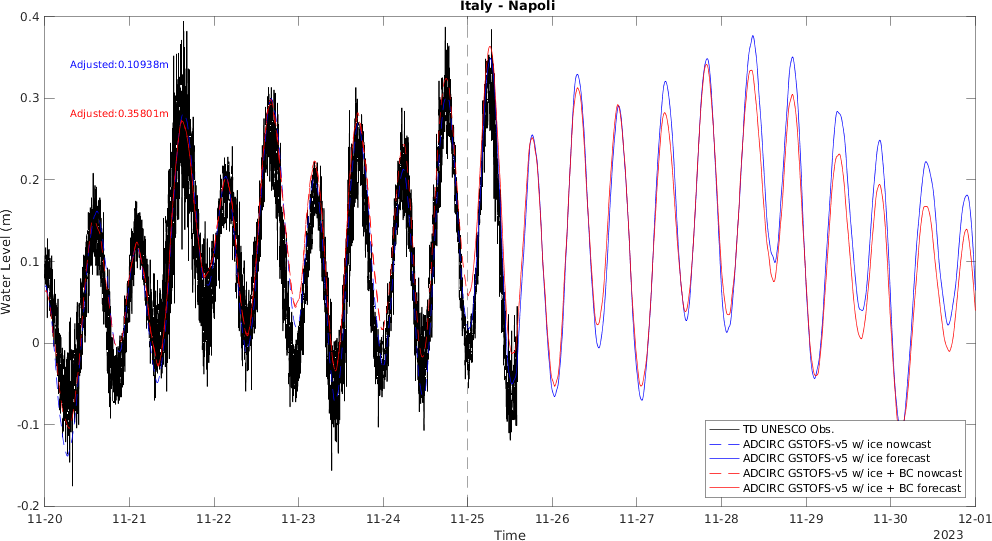 Italy - Napoli
Adjusted:0.10938m
Adjusted:0.35801m
Water Level (m)
0.4
0.3
0.2
0.1
0
-0.1
-0.2
11-20
11-21
11-22
11-23
11-24
11-25
11-26
11-27
11-28
11-29
11-30
12-01
Time
2023
TD UNESCO Obs.
ADCIRC GSTOFS-v5 w/ ice nowcast
ADCIRC GSTOFS-v5 w/ ice forecast
ADCIRC GSTOFS-v5 w/ ice + BC nowcast
ADCIRC GSTOFS-v5 w/ ice + BC forecast